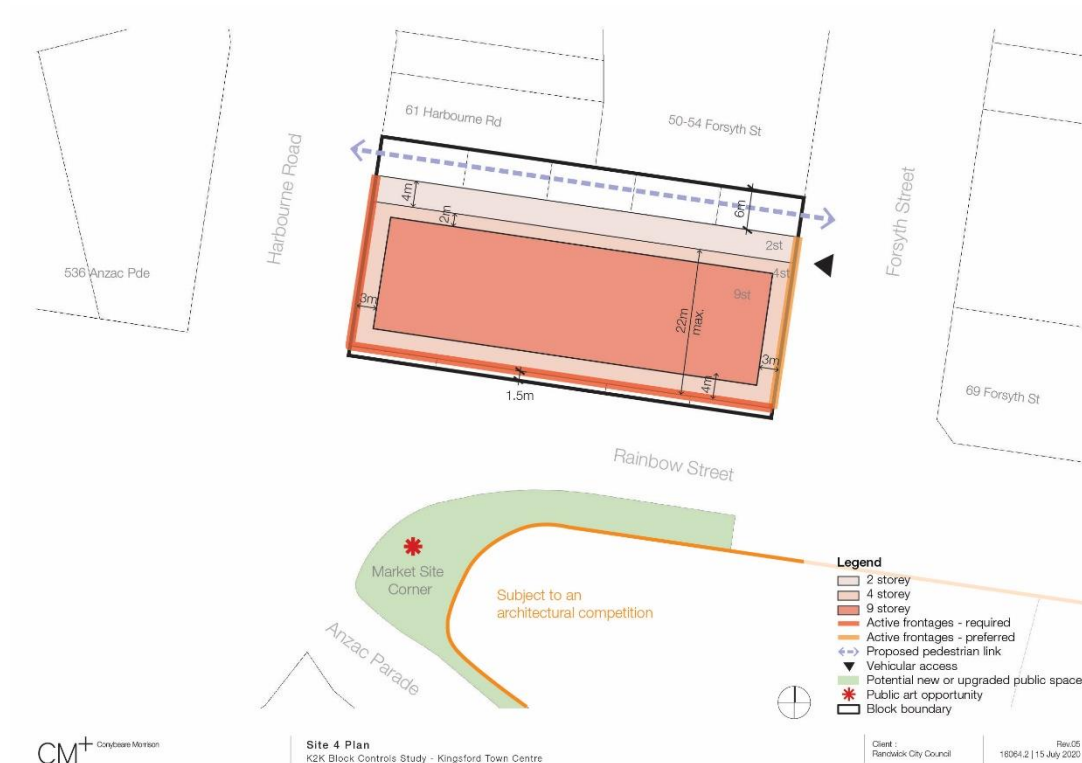 61 Harbourne Rd
50-54 Forsyth St
Harbourne Road
Forsyth Street
536 Anzac Pde
4m
2m
6m
2st
4st
9st
3m
22m
max.
3m
4m
1.5m
69 Forsyth St
Rainbow Street
Market Site
Corner
Subject to an
architectural competition
Anzac Parade
Legend
2 storey
4 storey
9 storey
Active frontages - required
Active frontages - preferred
Proposed pedestrian link
Vehicular access
Potential new or upgraded public space
Public art opportunity
Block boundary
CM+ Conybeare Morrison
Site 4 Plan
K2K Block Controls Study - Kingsford Town Centre
Client :
Randwick City Council
Rev.05
16064.2 | 15 July 2020